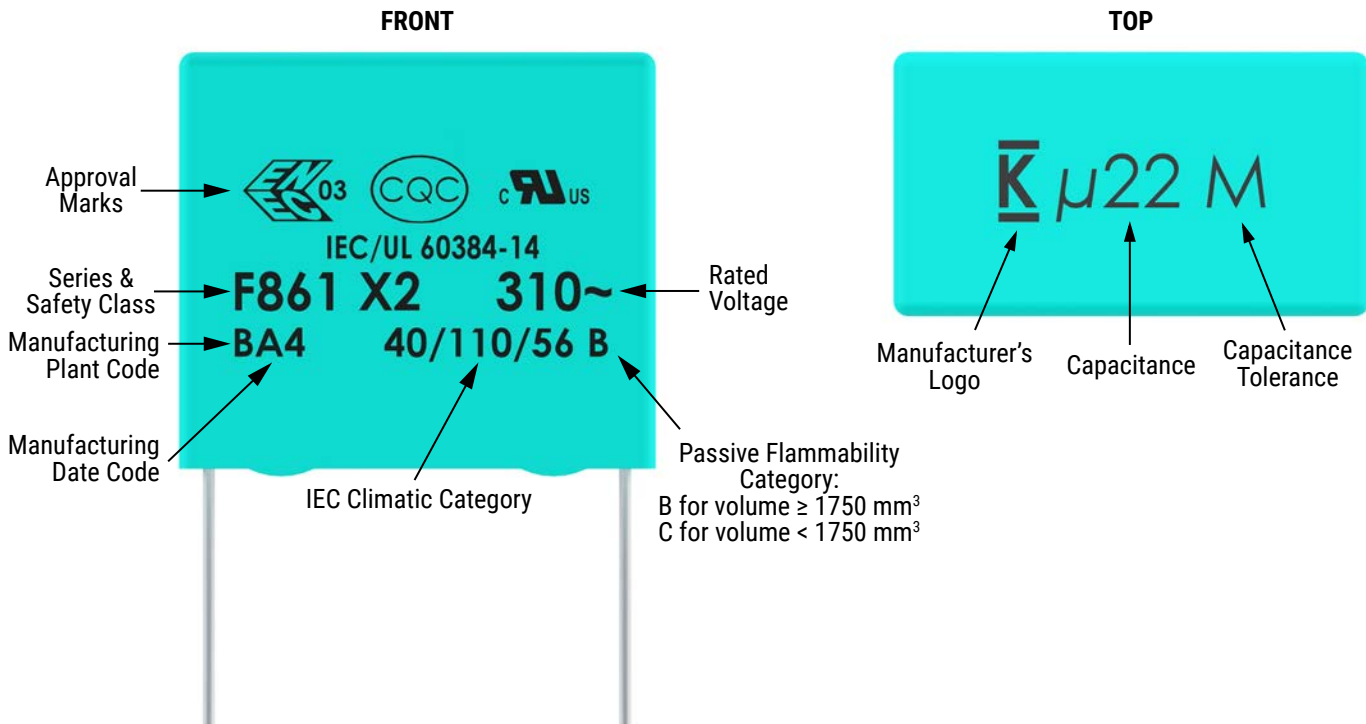 FRONT
TOP
Approval
Marks
ENEC 03 CQC c RU US
IEC/UL 60384-14
Series &
Safety Class
F861 X2 310~
Rated
Voltage
Manufacturing
Plant Code
BA4 40/110/56 B
Manufacturing
Date Code
IEC Climatic Category
Passive Flammability
Category:
B for volume ≥ 1750 mm³
C for volume < 1750 mm³
K µ22 M
Manufacturer’s
Logo
Capacitance
Capacitance
Tolerance